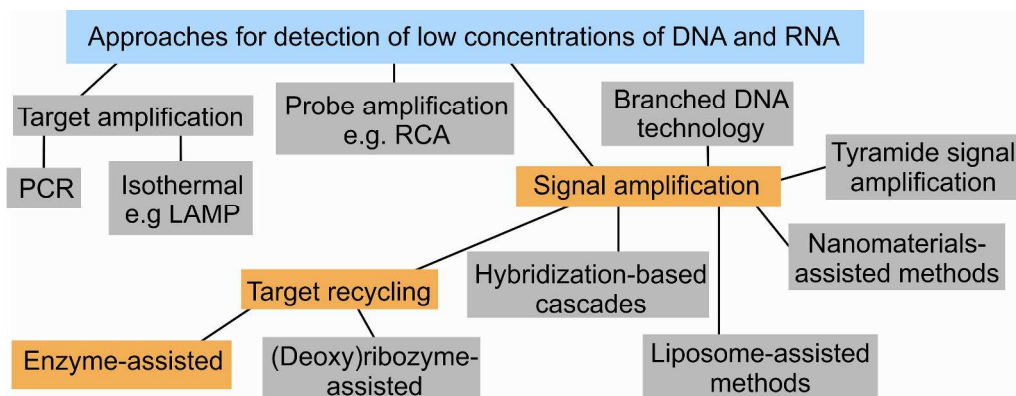 Approaches for detection of low concentrations of DNA and RNA
Target amplification
PCR
Isothermal
e.g LAMP
Probe amplification
e.g. RCA
Branched DNA
technology
Tyramide signal
amplification
Signal amplification
Nanomaterials-
assisted methods
Hybridization-based
cascades
Target recycling
Enzyme-assisted
(Deoxy)ribozyme-
assisted
Liposome-assisted
methods